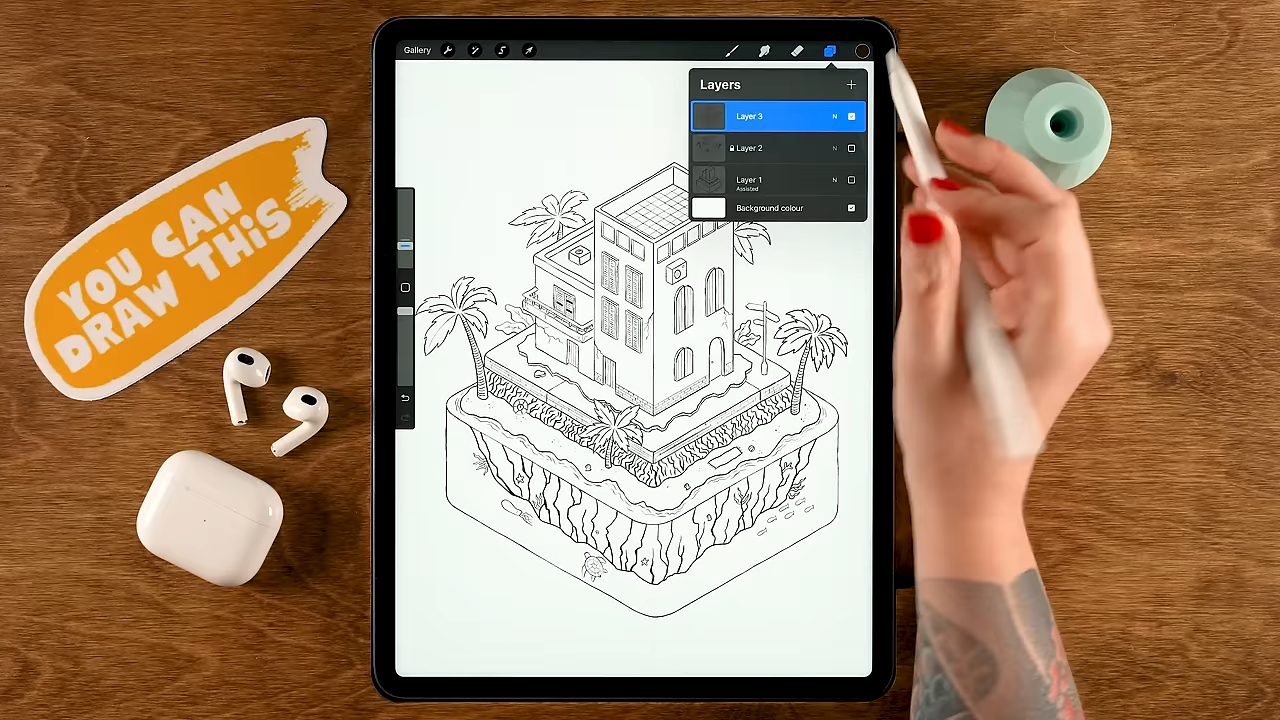 Gallery
Layers
Layer 3
N
Layer 2
N
Layer 1
N
Assisted
Background colour
YOU CAN
DRAW THiS